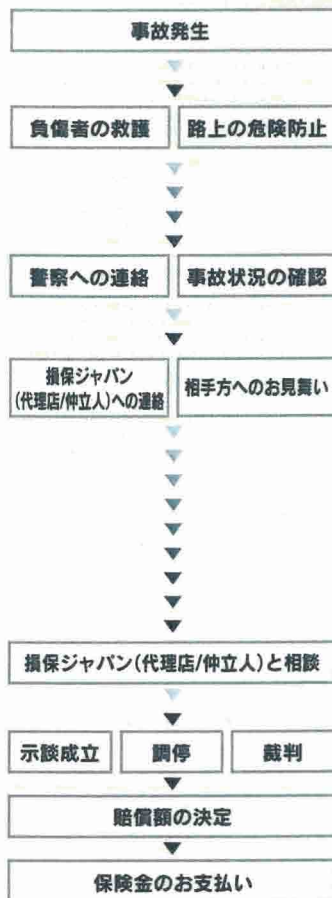 事故発生
負傷者の救護
路上の危険防止
警察への連絡
事故状況の確認
損保ジャパン
(代理店/仲立人)への連絡
相手方へのお見舞い
損保ジャパン(代理店/仲立人)と相談
示談成立
調停
裁判
賠償額の決定
保険金のお支払い